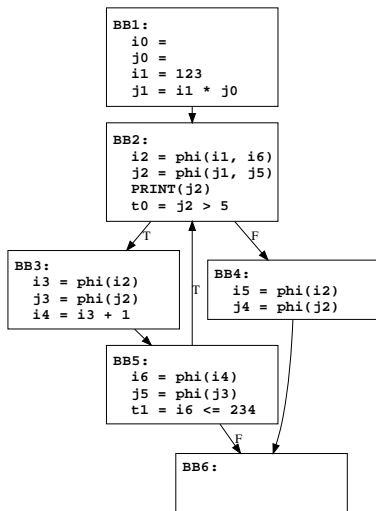 BB1:
i0 =
j0 =
i1 = 123
j1 = i1 * j0
BB2:
i2 = phi(i1, i6)
j2 = phi(j1, j5)
PRINT(j2)
t0 = j2 > 5
T
F
BB3:
i3 = phi(i2)
j3 = phi(j2)
i4 = i3 + 1
T
BB4:
i5 = phi(i2)
j4 = phi(j2)
BB5:
i6 = phi(i4)
j5 = phi(j3)
t1 = i6 <= 234
F
BB6: